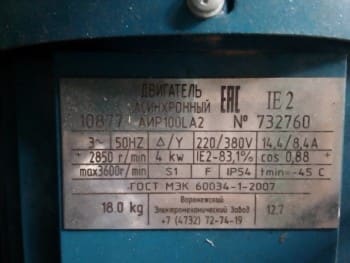 ДВИГАТЕЛЬ
АСИНХРОННЫЙ EAC IE2
10877 АИР100LA2 № 732760
3~ 50HZ △/Y 220/380V 14,4/8,4A
2850 r/min 4 kw IE2-83,1% cos 0,88
max3600r/min S1 F IP54 tmin=-45 C
ГОСТ МЭК 60034-1-2007
18.0 kg Воронежский 12.7
Электромеханический Завод
+7 (4732) 72-74-19